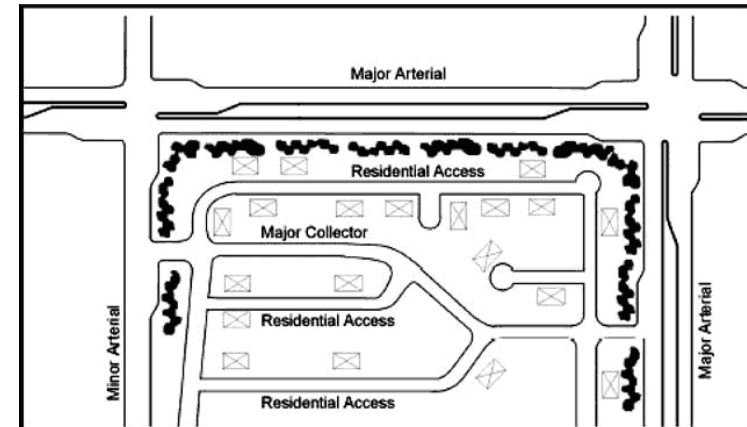 Major Arterial
Residential Access
Major Collector
Residential Access
Residential Access
Minor Arterial
Major Arterial